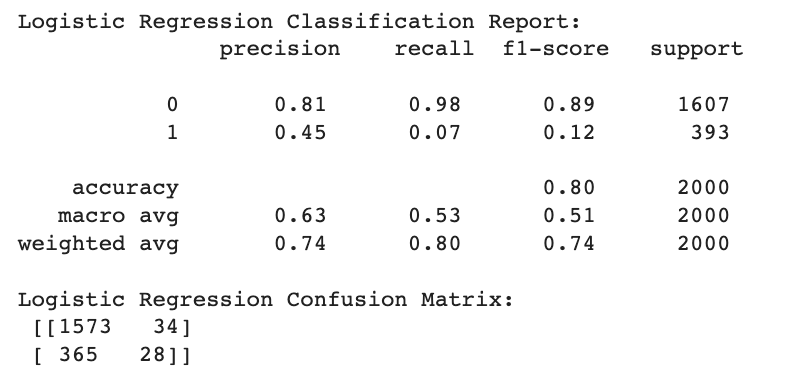 Logistic Regression Classification Report:
              precision    recall  f1-score   support

           0       0.81      0.98      0.89      1607
           1       0.45      0.07      0.12       393

    accuracy                           0.80      2000
   macro avg       0.63      0.53      0.51      2000
weighted avg       0.74      0.80      0.74      2000

Logistic Regression Confusion Matrix:
 [[1573   34]
 [ 365   28]]